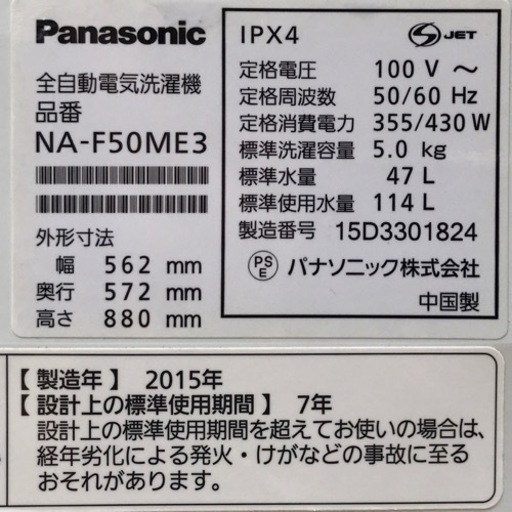 Panasonic
全自動電気洗濯機
品番
NA-F50ME3
外形寸法
幅 562 mm
奥行 572 mm
高さ 880 mm
IPX4
S JET
定格電圧 100 V ～
定格周波数 50/60 Hz
定格消費電力 355/430 W
標準洗濯容量 5.0 kg
標準水量 47 L
標準使用水量 114 L
製造番号 15D3301824
PS E パナソニック株式会社
中国製
【 製造年 】 2015年
【 設計上の標準使用期間 】 7年
設計上の標準使用期間を超えてお使いの場合は、
経年劣化による発火・けがなどの事故に至る
おそれがあります。